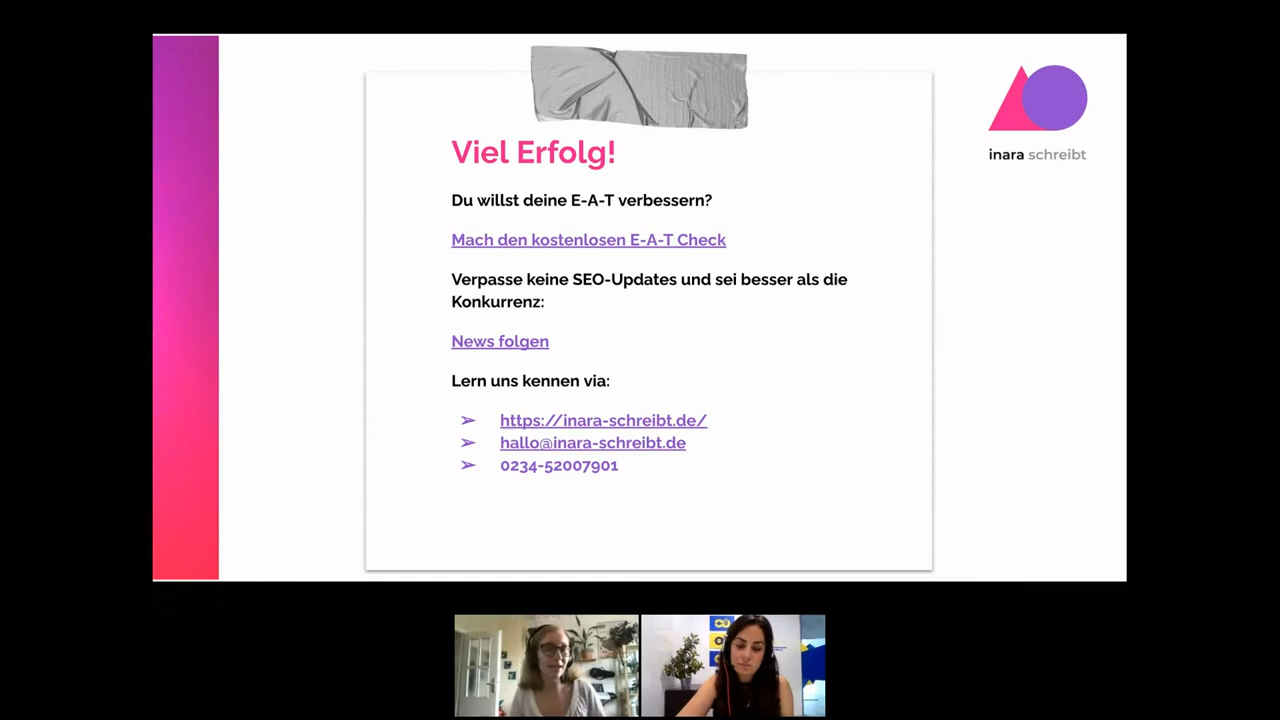 inara schreibt
Viel Erfolg!
Du willst deine E-A-T verbessern?
Mach den kostenlosen E-A-T Check
Verpasse keine SEO-Updates und sei besser als die
Konkurrenz:
News folgen
Lern uns kennen via:
➢ https://inara-schreibt.de/
➢ hallo@inara-schreibt.de
➢ 0234-52007901